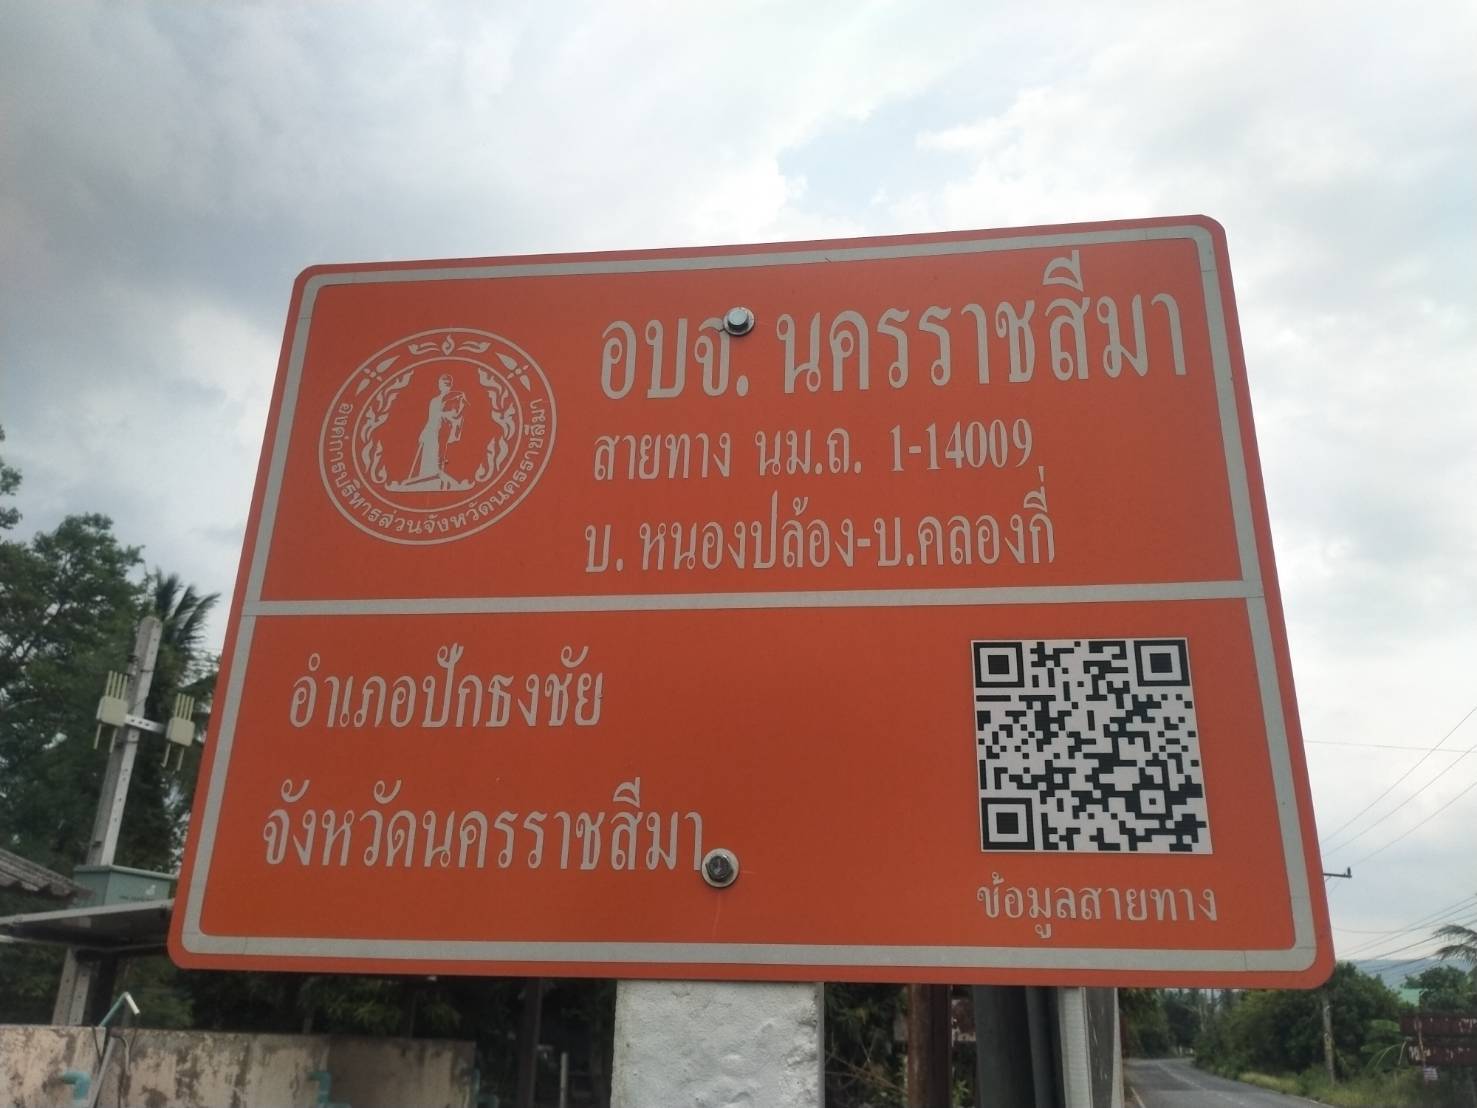 อบจ. นครราชสีมา
สายทาง นม.ถ. 1-14009
บ. หนองปล้อง-บ.คลองกี่
องค์การบริหารส่วนจังหวัดนครราชสีมา
อำเภอปักธงชัย
จังหวัดนครราชสีมา
ข้อมูลสายทาง